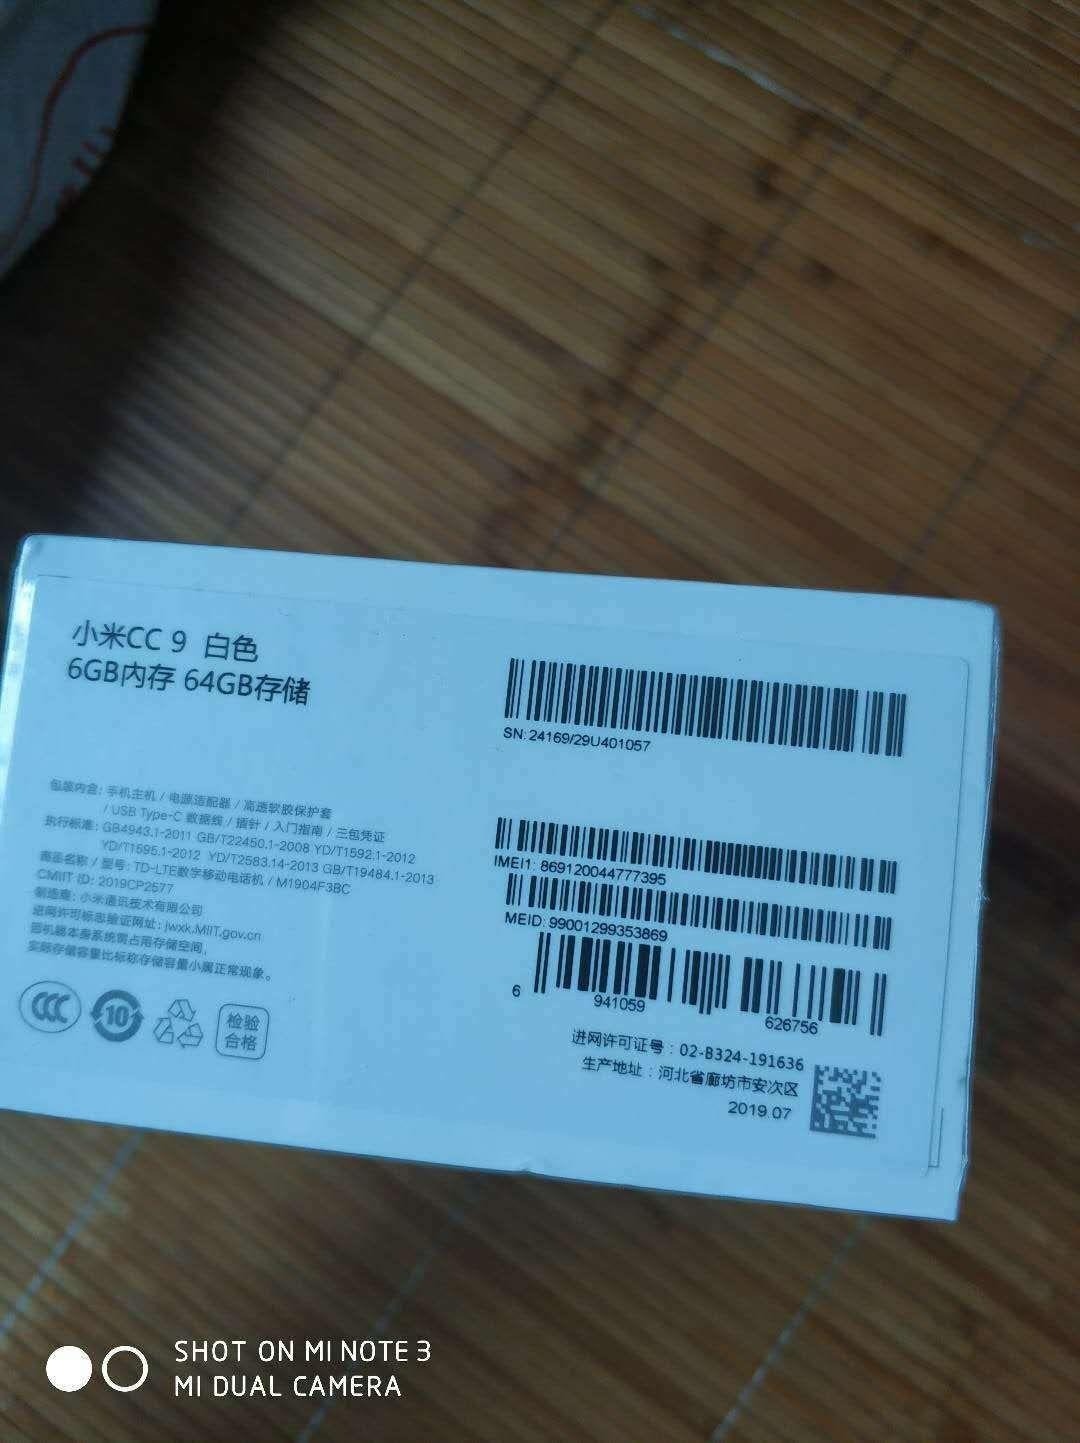 小米CC 9 白色
6GB内存 64GB存储
包装内含: 手机主机 / 电源适配器 / 高透软胶保护套
/ USB Type-C 数据线 / 插针 / 入门指南 / 三包凭证
执行标准: GB4943.1-2011 GB/T22450.1-2008 YD/T1592.1-2012
YD/T1595.1-2012 YD/T2583.14-2013 GB/T19484.1-2013
商品名称 / 型号: TD-LTE数字移动电话机 / M1904F3BC
CMIIT ID: 2019CP2577
制造商: 小米通讯技术有限公司
进网许可标志验证网址: jwxk.MIIT.gov.cn
因机器本身系统需占用存储空间,
实际存储容量比标称存储容量小属正常现象。
CCC
10
检验
合格
SN: 24169/29U401057
IMEI1: 869120044777395
MEID: 99001299353869
6 941059 626756
进网许可证号：02-B324-191636
生产地址：河北省廊坊市安次区
2019 07
SHOT ON MI NOTE 3
MI DUAL CAMERA